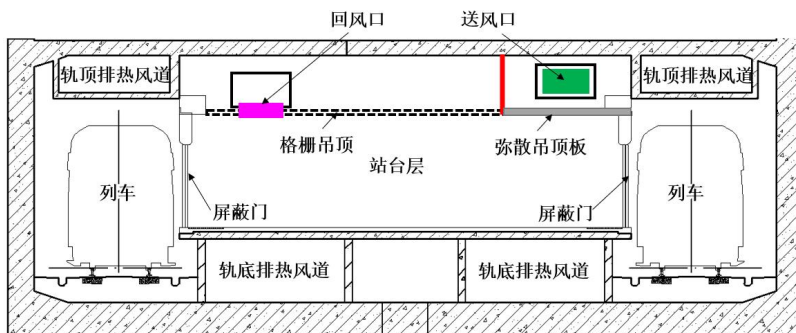 回风口
送风口
轨顶排热风道
轨顶排热风道
格栅吊顶
弥散吊顶板
站台层
列车
屏蔽门
屏蔽门
列车
轨底排热风道
轨底排热风道